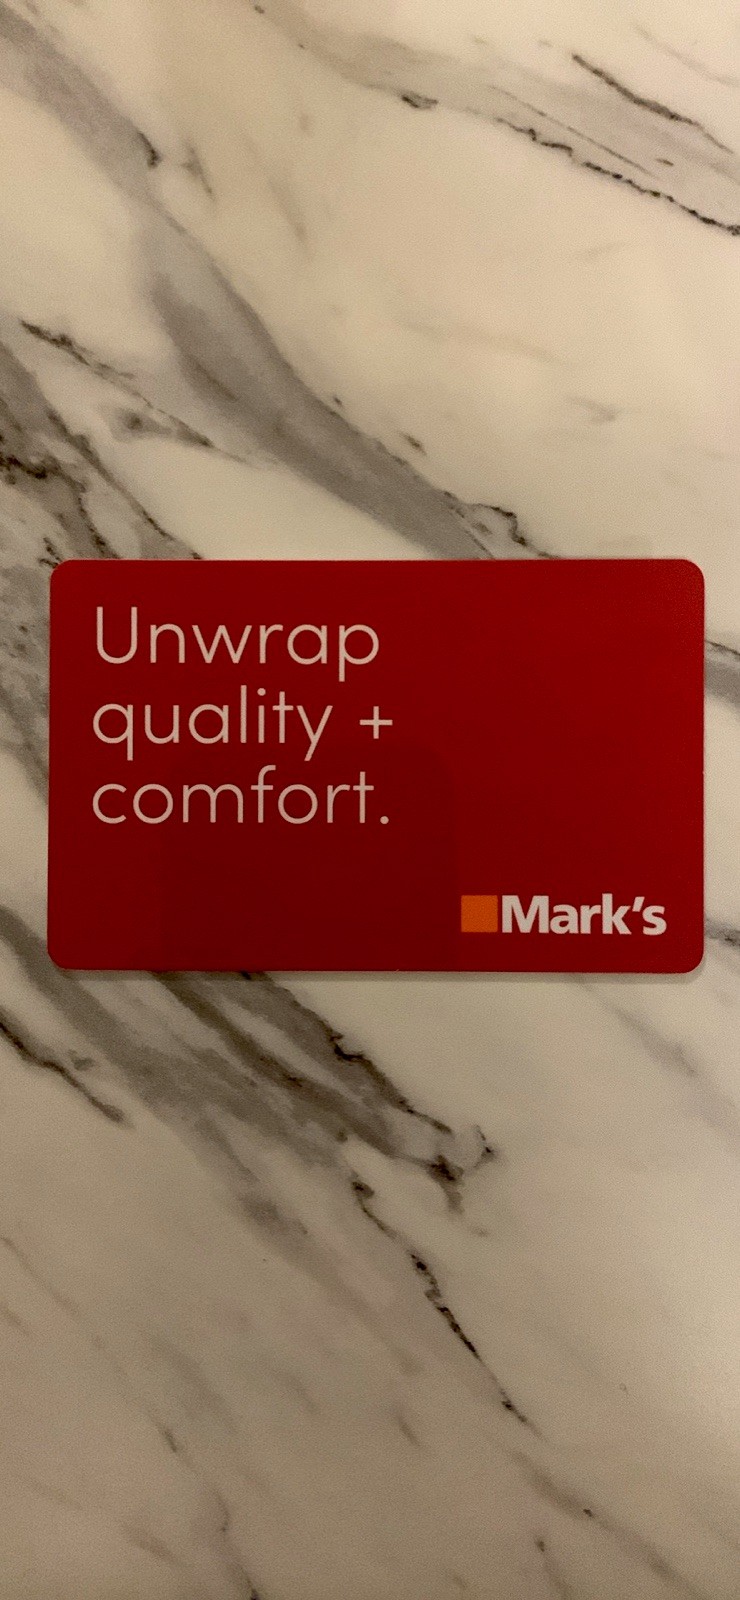 Unwrap
quality +
comfort.
Mark's